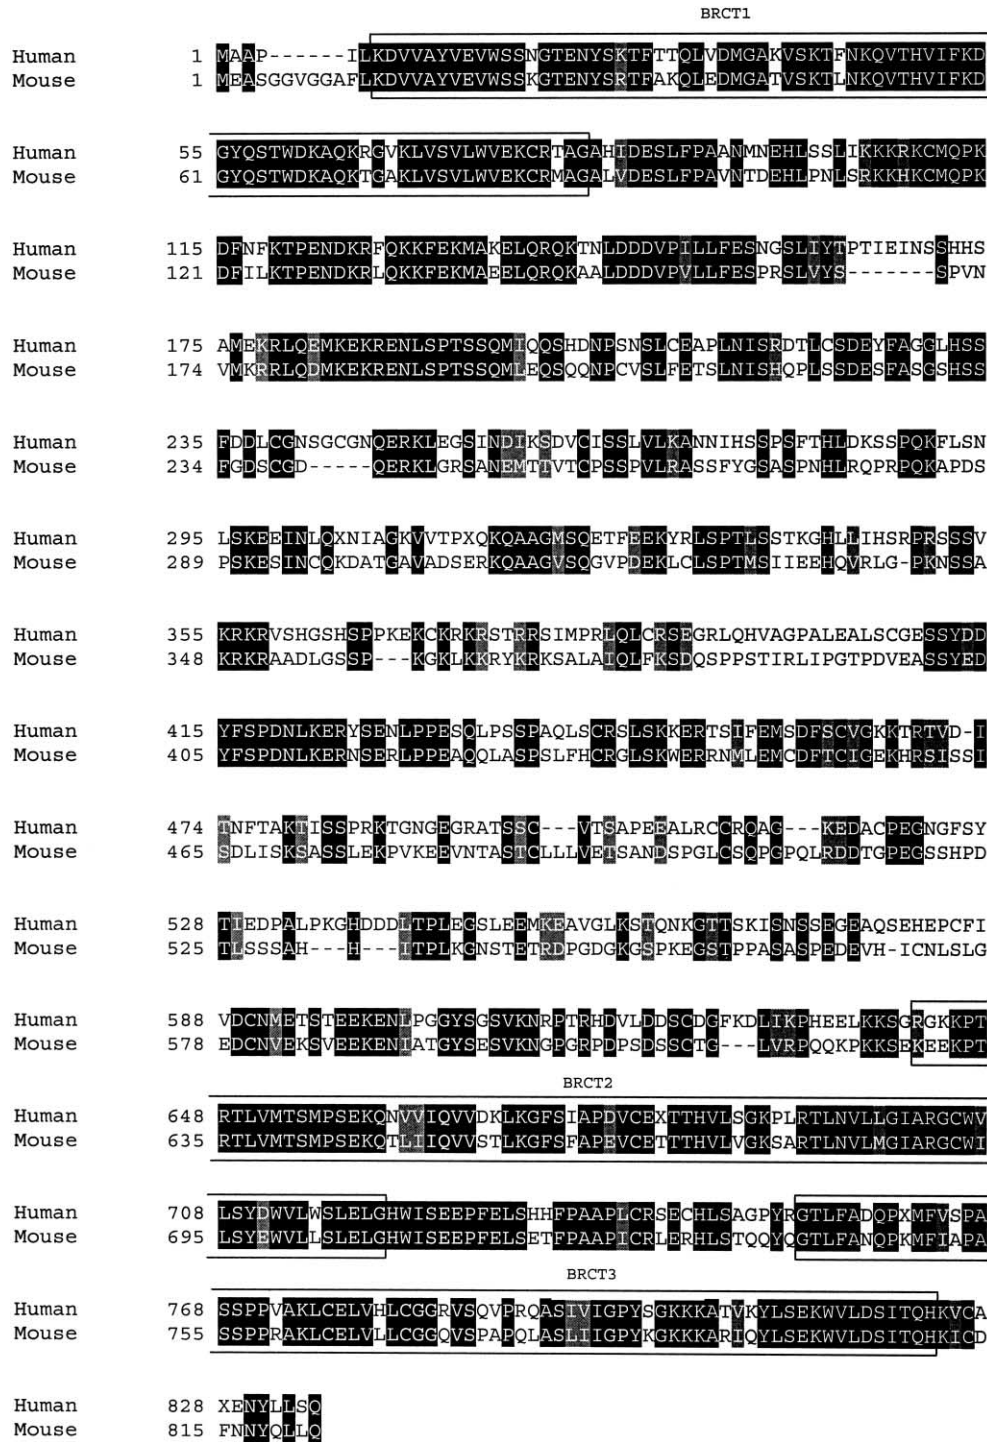 BRCT1
Human 1 MAAP------ILKDVVAYVEVWSSNGTENYSKTFTTQLVDMGAKVSKTFNKQVTHVIFKD
Mouse 1 MEASGGVGGAFLKDVVAYVEVWSSKGTENYSRTFAKQLEDMGATVSKTLNKQVTHVIFKD
Human 55 GYQSTWDKAQKRGVKLVSVLWVEKCRTAGAHIDESLFPAANMNEHLSSLIKKKRKCMQPK
Mouse 61 GYQSTWDKAQKTGAKLVSVLWVEKCRMAGALVDESLFPAVNTDEHLPNLSRKKHKCMQPK
Human 115 DFNFKTPENDKRFQKKFEKMAKELQRQKTNLDDDVPILLFESNGSLIYTPTIEINSSHHS
Mouse 121 DFILKTPENDKRLQKKFEKMAEELQRQKAALDDDVPVLLFESPRSLVYS-------SPVN
Human 175 AMEKRLQEMKEKRENLSPTSSQMIQQSHDNPSNSLCEAPLNISRDTLCSDEYFAGGLHSS
Mouse 174 VMKRRLQDMKEKRENLSPTSSQMLEQSQQNPCVSLFETSLNISHQPLSSDESFASGSHSS
Human 235 FDDLCGNSGCGNQERKLEGSINDIKSDVCISSLVLKANNIHSSPSFTHLDKSSPQKFLSN
Mouse 234 FGDSCGD-----QERKLGRSANEMTTVTCPSSPVLRASSFYGSASPNHLRQPRPQKAPDS
Human 295 LSKEEINLQXNIAGKVVTPXQKQAAGMSQETFEEKYRLSPTLSSTKGHLLIHSRPRSSSV
Mouse 289 PSKESINCQKDATGAVADSERKQAAGVSQGVPDEKLCLSPTMSIIEEHQVRLG-PKNSSA
Human 355 KRKRVSHGSHSPPKEKCKRKRSTRRSIMPRLQLCRSEGRLQHVAGPALEALSCGESSYDD
Mouse 348 KRKRAADLGSSP---KGKLKKRYKRKSALAIQLFKSDQSPPSTIRLIPGTPDVEASSYED
Human 415 YFSPDNLKERYSENLPPESQLPSSPAQLSCRSLSKKERTSIFEMSDFSCVGKKTRTVD-I
Mouse 405 YFSPDNLKERNSERLPPEAQQLASPSLFHCRGLSKWERRNMLEMCDFTCIGEKHRSISSI
Human 474 TNFTAKTISSPRKTGNGEGRATSSC---VTSAPEEALRCCRQAG---KEDACPEGNGFSY
Mouse 465 SDLISKSASSLEKPVKEEVNTASTCLLLVETSANDSPGLCSQPGPQLRDDTGPEGSSHPD
Human 528 TIEDPALPKGHDDDLTPLEGSLEEMKEAVGLKSTQNKGTTSKISNSSEGEAQSEHEPCFI
Mouse 525 TLSSSAH---H---ITPLKGNSTETRDPGDGKGSPKEGSTPPASASPEDEVH-ICNLSLG
Human 588 VDCNMETSTEEKENLPGGYSGSVKNRPTRHDVLDDSCDGFKDLIKPHEELKKSGRGKKPT
Mouse 578 EDCNVEKSVEEKENIATGYSESVKNGPGRPDPSDSSCTG---LVRPQQKPKKSEKEEKPT
BRCT2
Human 648 RTLVMTSMPSEKQNVVIQVVDKLKGFSIAPDVCEXTTHVLSGKPLRTLNVLLGIARGCWV
Mouse 635 RTLVMTSMPSEKQTLIIQVVSTLKGFSFAPEVCETTTHVLVGKSARTLNVLMGIARGCWI
Human 708 LSYDWVLWSLELGHWISEEPFELSHHFPAAPLCRSECHLSAGPYRGTLFADQPXMFVSPA
Mouse 695 LSYEWVLLSLELGHWISEEPFELSETFPAAPICRLERHLSTQQYQGTLFANQPKMFIAPA
BRCT3
Human 768 SSPPVAKLCELVHLCGGRVSQVPRQASIVIGPYSGKKKATVKYLSEKWVLDSITQHKVCA
Mouse 755 SSPPRAKLCELVLLCGGQVSPAPQLASLIIGPYKGKKKARIQYLSEKWVLDSITQHKICD
Human 828 XENYLLSQ
Mouse 815 FNNYQLLQ